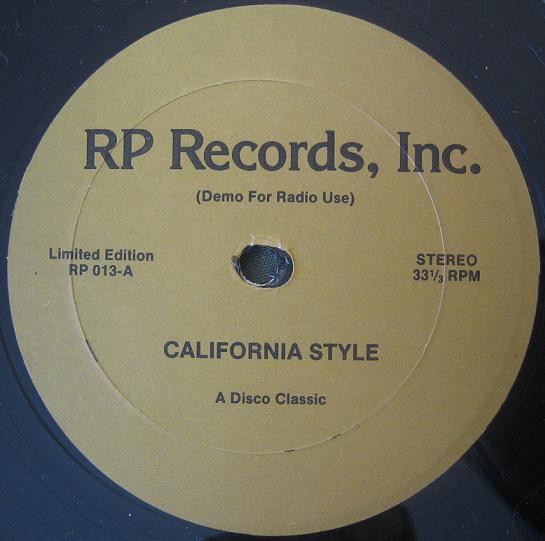 RP Records, Inc.
(Demo For Radio Use)
Limited Edition
RP 013-A
STEREO
33⅓ RPM
CALIFORNIA STYLE
A Disco Classic